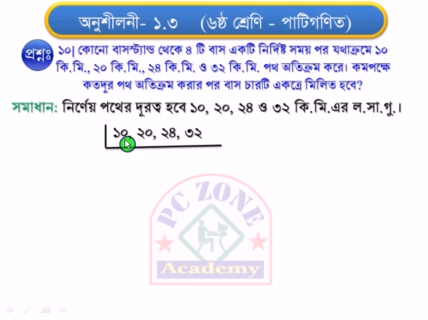 অনুশীলনী- ১.৩ (৬ষ্ঠ শ্রেণি - পাটিগণিত)
প্রশ্নঃ
১০| কোনো বাসস্ট্যান্ড থেকে ৪ টি বাস একটি নির্দিষ্ট সময় পর যথাক্রমে ১০
কি.মি., ২০ কি.মি., ২৪ কি.মি. ও ৩২ কি.মি. পথ অতিক্রম করে। কমপক্ষে
কতদূর পথ অতিক্রম করার পর বাস চারটি একত্রে মিলিত হবে?
সমাধান: নির্ণেয় পথের দূরত্ব হবে ১০, ২০, ২৪ ও ৩২ কি.মি.এর ল.সা.গু.।
১০, ২০, ২৪, ৩২
PC ZONE
Academy